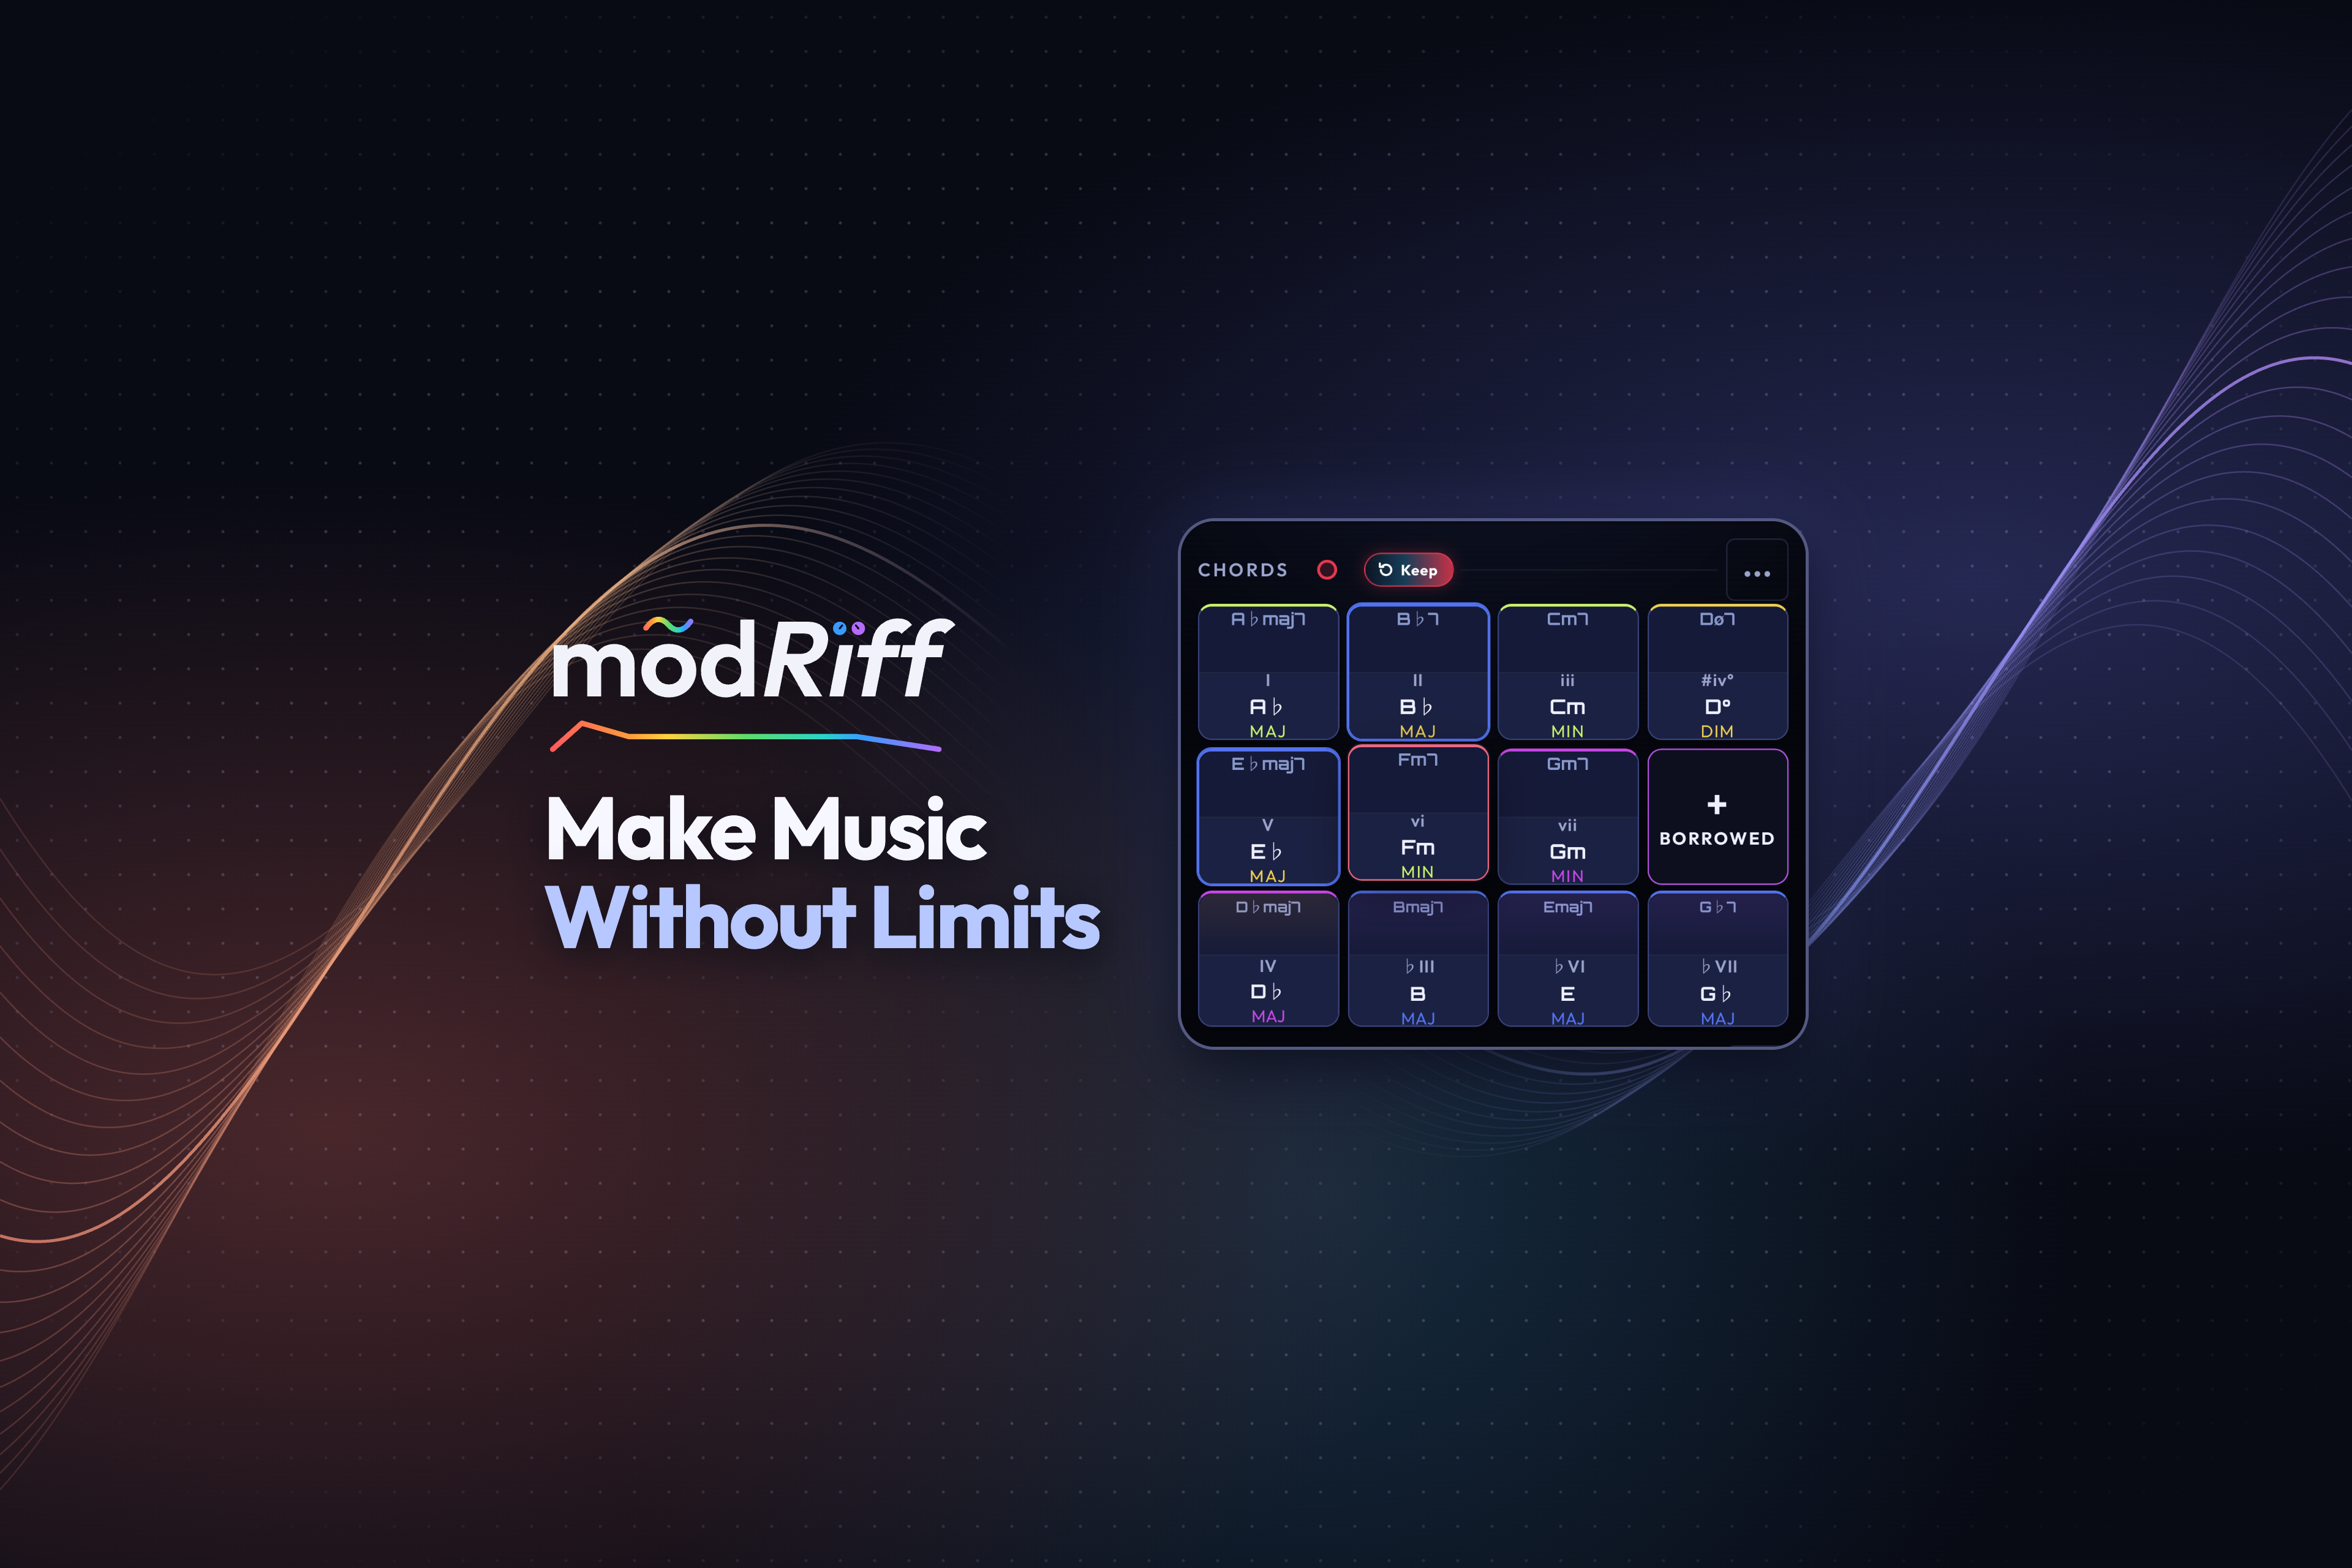 mõdRïff
Make Music
Without Limits
CHORDS
Keep
...
A♭maj7
I
A♭
MAJ
B♭7
II
B♭
MAJ
Cm7
iii
Cm
MIN
Dø7
#iv°
D°
DIM
E♭maj7
V
E♭
MAJ
Fm7
vi
Fm
MIN
Gm7
vii
Gm
MIN
+
BORROWED
D♭maj7
IV
D♭
MAJ
Bmaj7
♭III
B
MAJ
Emaj7
♭VI
E
MAJ
G♭7
♭VII
G♭
MAJ